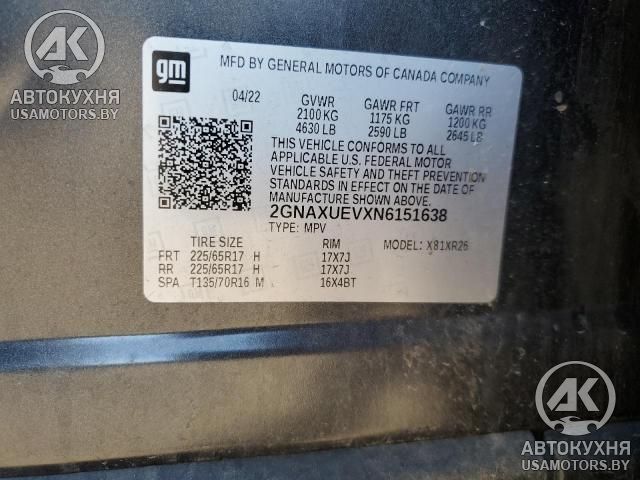 gm
MFD BY GENERAL MOTORS OF CANADA COMPANY
04/22 GVWR GAWR FRT GAWR RR
2100 KG 1175 KG 1200 KG
4630 LB 2590 LB 2645 LB
THIS VEHICLE CONFORMS TO ALL
APPLICABLE U.S. FEDERAL MOTOR
VEHICLE SAFETY AND THEFT PREVENTION
STANDARDS IN EFFECT ON THE DATE OF
MANUFACTURE SHOWN ABOVE.
2GNAXUEVXN6151638
TYPE: MPV
TIRE SIZE RIM MODEL: X81XR26
FRT 225/65R17 H 17X7J
RR 225/65R17 H 17X7J
SPA T135/70R16 M 16X4BT
AK
АВТОКУХНЯ
USAMOTORS.BY
AK
АВТОКУХНЯ
USAMOTORS.BY